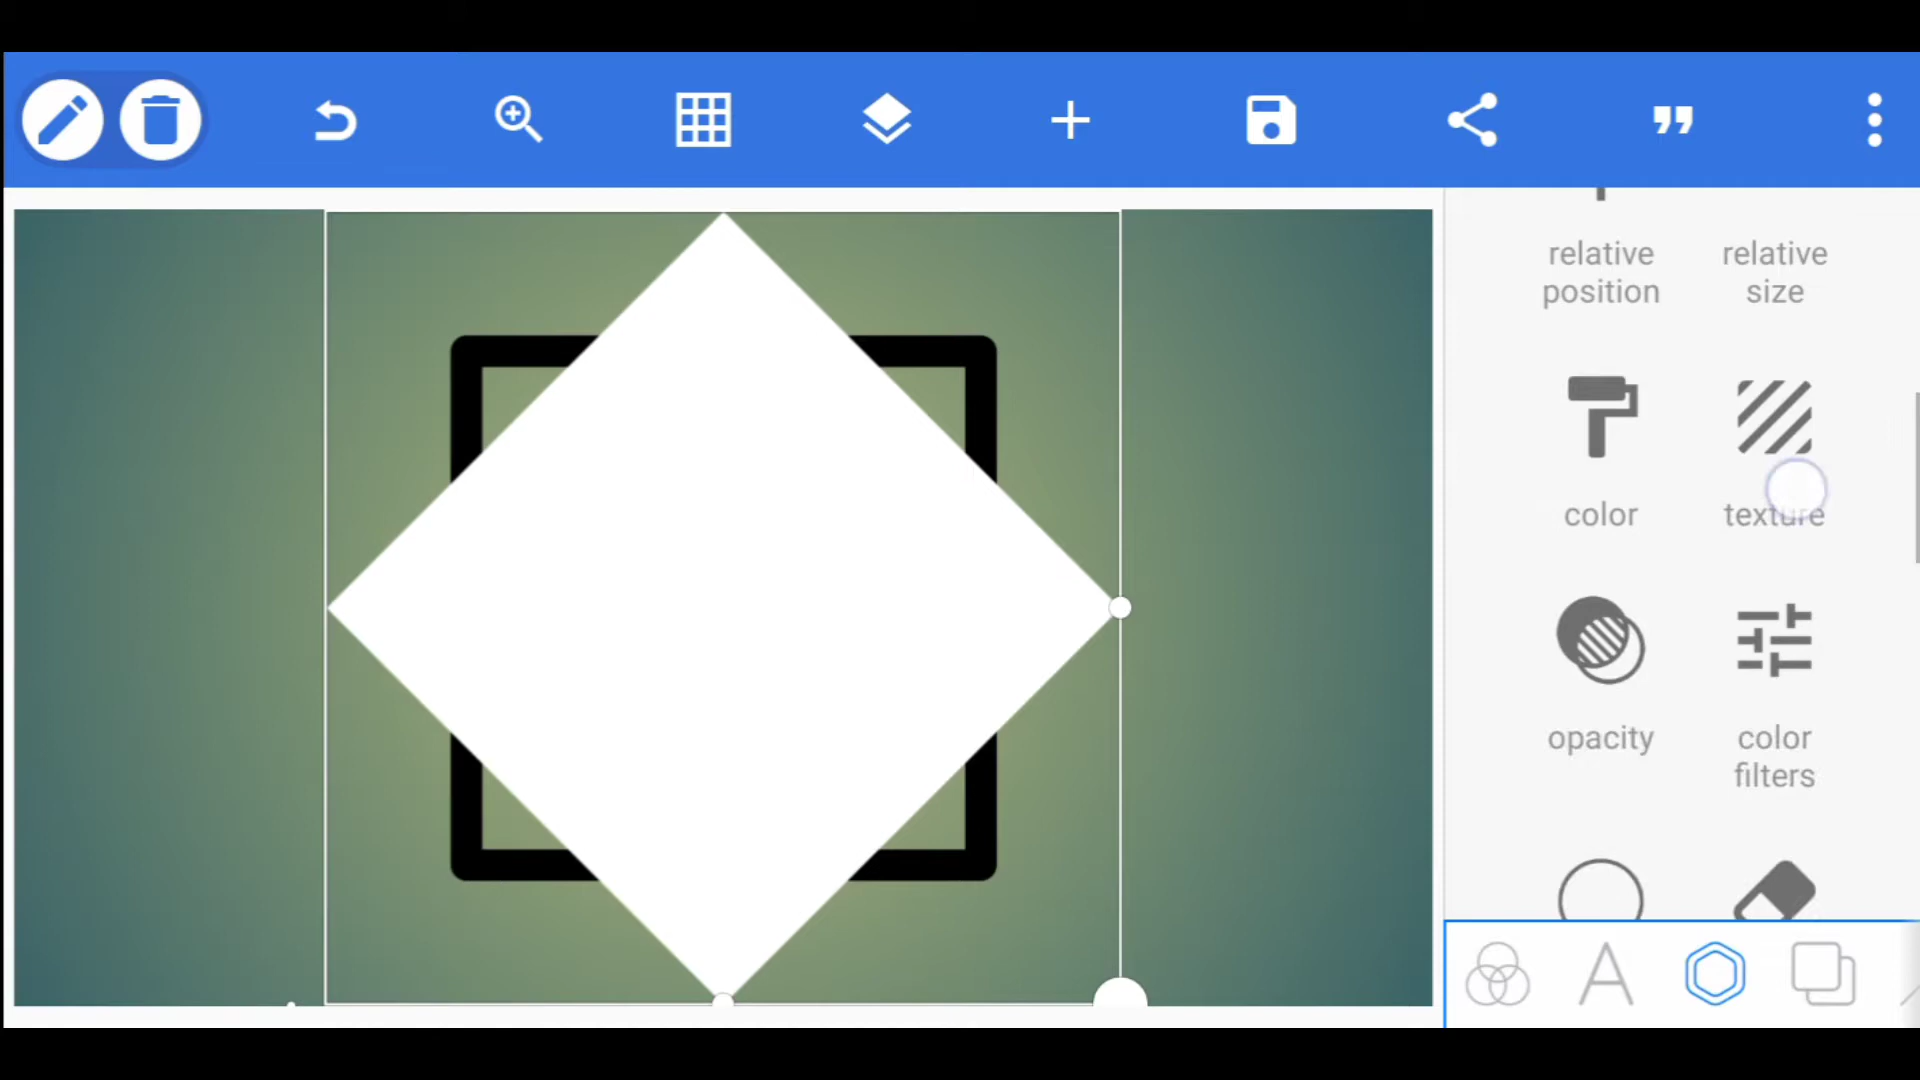 relative
position
relative
size
color
texture
opacity
color
filters